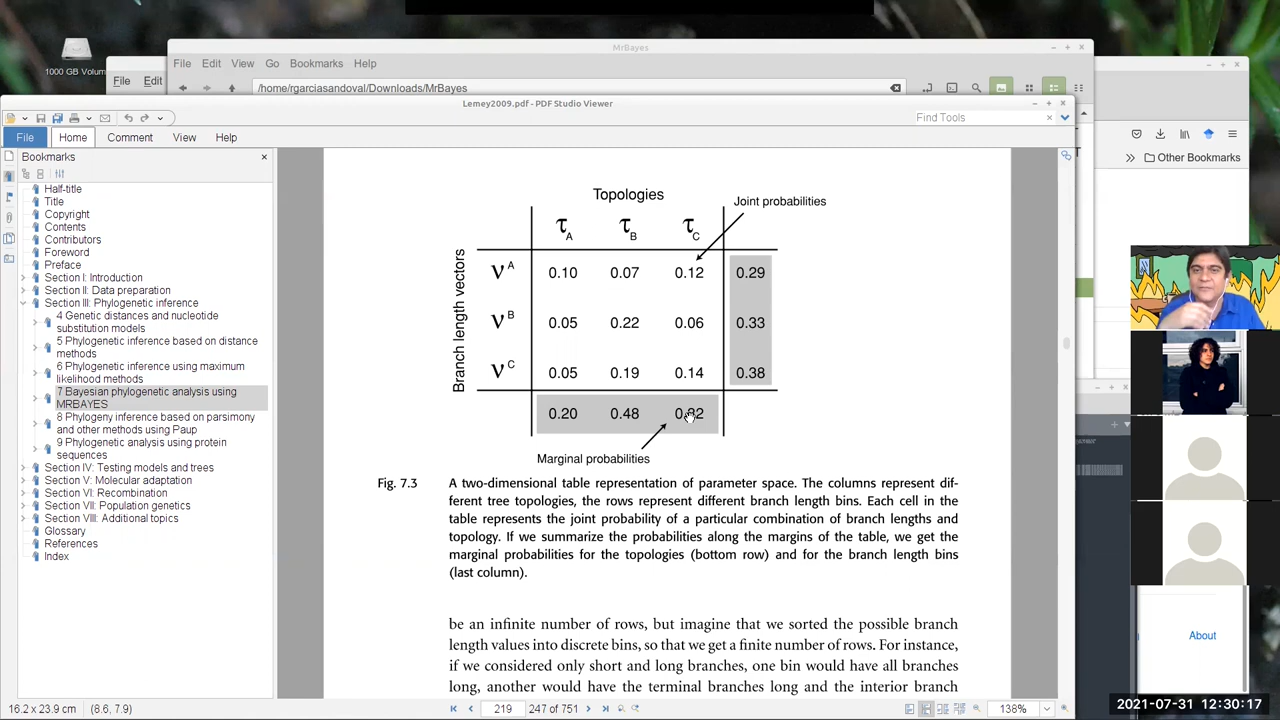 1000 GB Volum
MrBayes
File Edit View Go Bookmarks Help
File Edit
/home/rgarciasandoval/Downloads/MrBayes
Lemey2009.pdf - PDF Studio Viewer
Find Tools
File Home Comment View Help
Other Bookmarks
Bookmarks
Half-title
Title
Copyright
Contents
Contributors
Foreword
Preface
Section I: Introduction
Section II: Data preparation
Section III: Phylogenetic inference
4 Genetic distances and nucleotide
substitution models
5 Phylogenetic inference based on distance
methods
6 Phylogenetic inference using maximum
likelihood methods
7 Bayesian phylogenetic analysis using
MRBAYES
8 Phylogeny inference based on parsimony
and other methods using Paup
9 Phylogenetic analysis using protein
sequences
Section IV: Testing models and trees
Section V: Molecular adaptation
Section VI: Recombination
Section VII: Population genetics
Section VIII: Additional topics
Glossary
References
Index
Topologies
Joint probabilities
τA τB τC
Branch length vectors
νA 0.10 0.07 0.12 0.29
νB 0.05 0.22 0.06 0.33
νC 0.05 0.19 0.14 0.38
0.20 0.48
Marginal probabilities
Fig. 7.3 A two-dimensional table representation of parameter space. The columns represent dif-
ferent tree topologies, the rows represent different branch length bins. Each cell in the
table represents the joint probability of a particular combination of branch lengths and
topology. If we summarize the probabilities along the margins of the table, we get the
marginal probabilities for the topologies (bottom row) and for the branch length bins
(last column).
be an infinite number of rows, but imagine that we sorted the possible branch
length values into discrete bins, so that we get a finite number of rows. For instance,
if we considered only short and long branches, one bin would have all branches
long, another would have the terminal branches long and the interior branch
About
16.2 x 23.9 cm (8.6, 7.9)
219 247 of 751
138%
2021-07-31 12:30:17